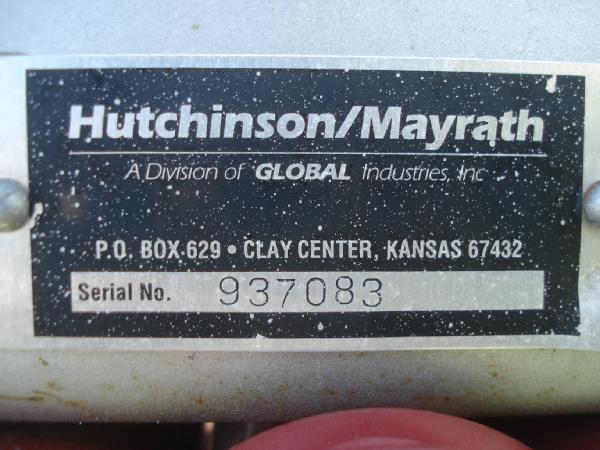 Hutchinson/Mayrath
A Division of GLOBAL Industries, Inc
P.O. BOX 629 • CLAY CENTER, KANSAS 67432
Serial No. 937083